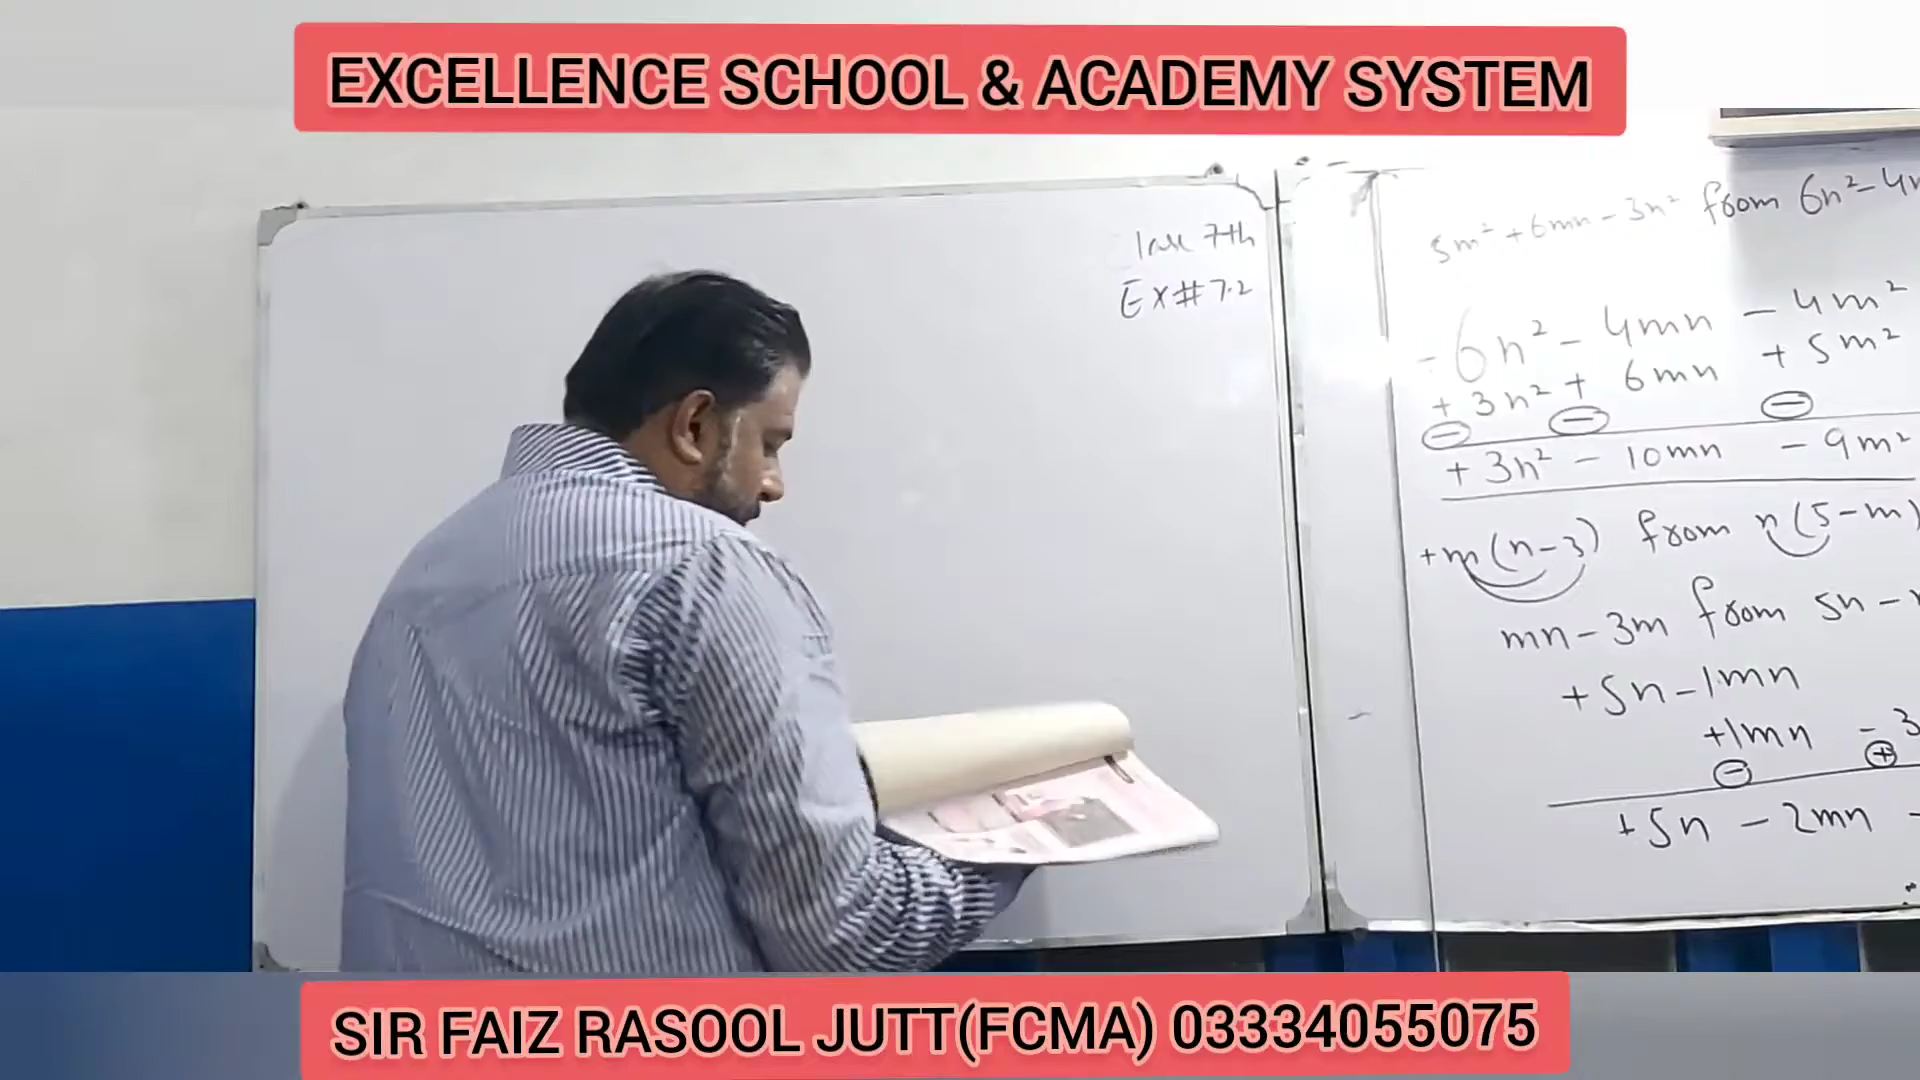 EXCELLENCE SCHOOL & ACADEMY SYSTEM
7th
EX#7.2
5m² + 6mn - 3n² from 6n² - 4
- 6n² - 4mn - 4m²
+ 3n² + 6mn + 5m²
⊖ ⊖ ⊖
+ 3n² - 10mn - 9m²
+m(n-3) from n(5-m)
mn - 3m from 5n -
+5n - 1mn
+1mn - 3
⊖ ⊕
+5n - 2mn -
SIR FAIZ RASOOL JUTT(FCMA) 03334055075